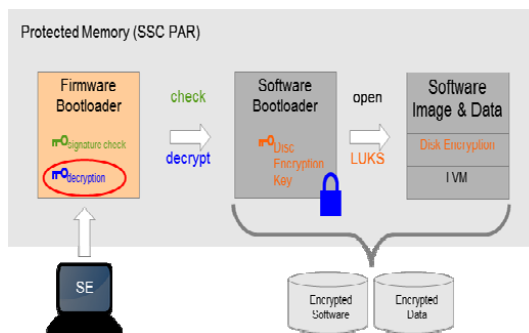 Protected Memory (SSC PAR)
Firmware
Bootloader
signature check
decryption
check
decrypt
Software
Bootloader
Disc
Encryption
Key
open
LUKS
Software
Image & Data
Disk Encryption
I VM
SE
Encrypted
Software
Encrypted
Data